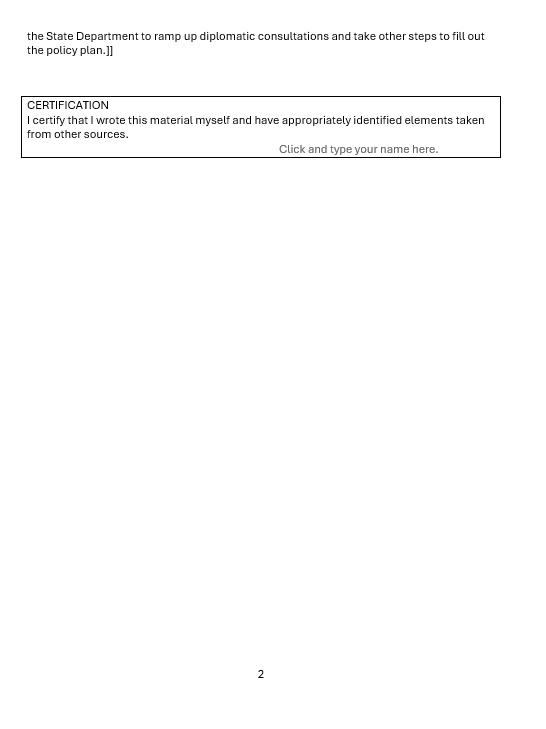 the State Department to ramp up diplomatic consultations and take other steps to fill out
the policy plan.]]
CERTIFICATION
I certify that I wrote this material myself and have appropriately identified elements taken
from other sources.
Click and type your name here.
2